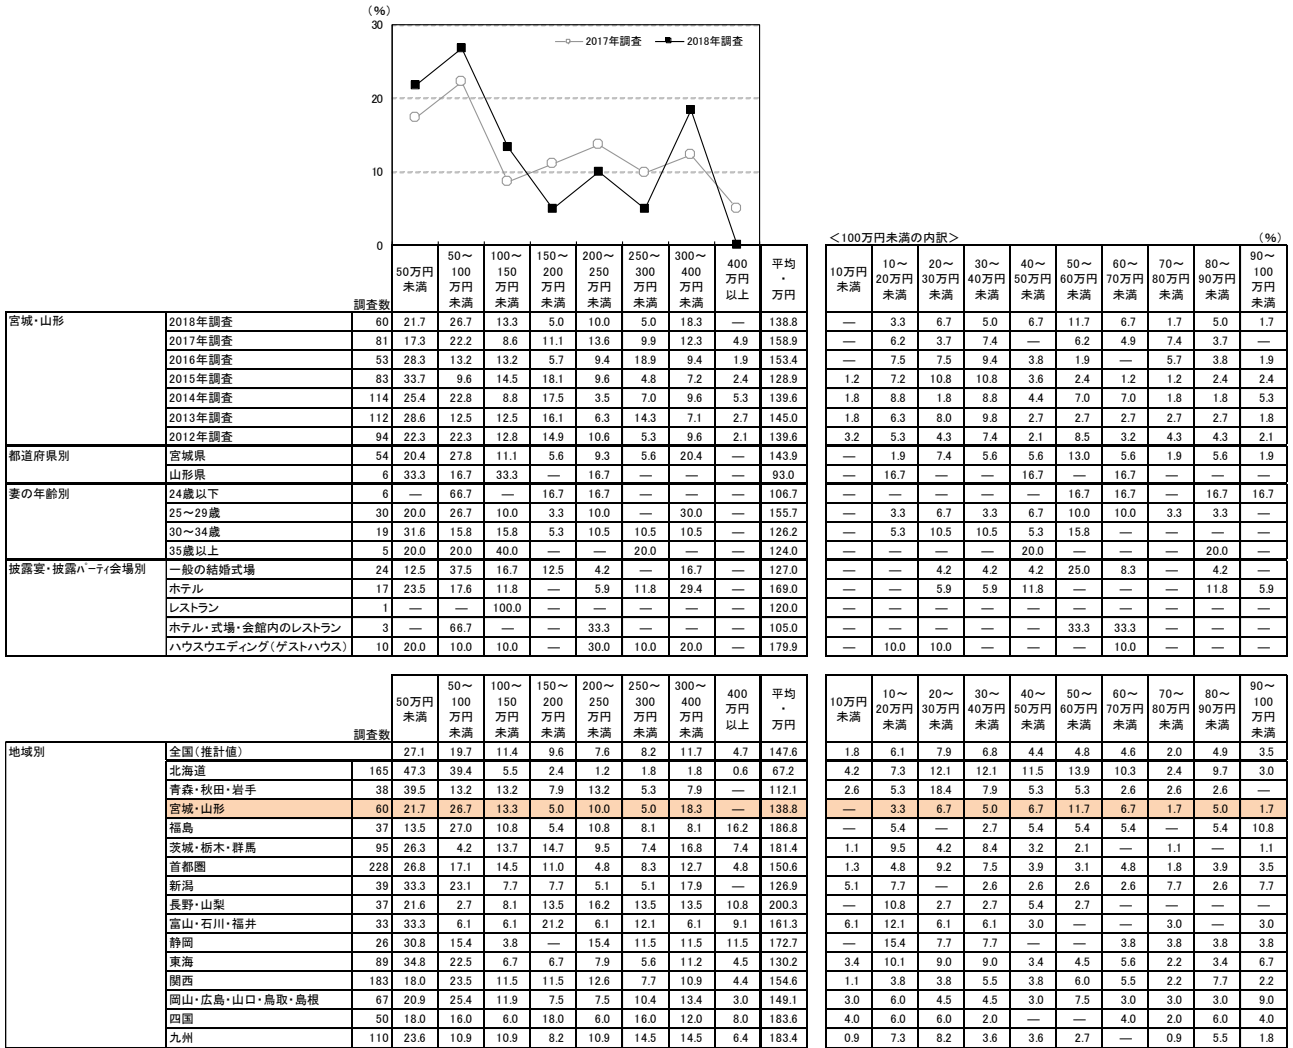 （％）
30
20
10
0
2017年調査 2018年調査
＜100万円未満の内訳＞ （％）
調査数 50万円未満 50～100万円未満 100～150万円未満 150～200万円未満 200～250万円未満 250～300万円未満 300～400万円未満 400万円以上 平均・万円 10万円未満 10～20万円未満 20～30万円未満 30～40万円未満 40～50万円未満 50～60万円未満 60～70万円未満 70～80万円未満 80～90万円未満 90～100万円未満
宮城・山形 2018年調査 60 21.7 26.7 13.3 5.0 10.0 5.0 18.3 — 138.8 — 3.3 6.7 5.0 6.7 11.7 6.7 1.7 5.0 1.7
2017年調査 81 17.3 22.2 8.6 11.1 13.6 9.9 12.3 4.9 158.9 — 6.2 3.7 7.4 — 6.2 4.9 7.4 3.7 —
2016年調査 53 28.3 13.2 13.2 5.7 9.4 18.9 9.4 1.9 153.4 — 7.5 7.5 9.4 3.8 1.9 — 5.7 3.8 1.9
2015年調査 83 33.7 9.6 14.5 18.1 9.6 4.8 7.2 2.4 128.9 1.2 7.2 10.8 10.8 3.6 2.4 1.2 1.2 2.4 2.4
2014年調査 114 25.4 22.8 8.8 17.5 3.5 7.0 9.6 5.3 139.6 1.8 8.8 1.8 8.8 4.4 7.0 7.0 1.8 1.8 5.3
2013年調査 112 28.6 12.5 12.5 16.1 6.3 14.3 7.1 2.7 145.0 1.8 6.3 8.0 9.8 2.7 2.7 2.7 2.7 2.7 1.8
2012年調査 94 22.3 22.3 12.8 14.9 10.6 5.3 9.6 2.1 139.6 3.2 5.3 4.3 7.4 2.1 8.5 3.2 4.3 4.3 2.1
都道府県別 宮城県 54 20.4 27.8 11.1 5.6 9.3 5.6 20.4 — 143.9 — 1.9 7.4 5.6 5.6 13.0 5.6 1.9 5.6 1.9
山形県 6 33.3 16.7 33.3 — 16.7 — — — 93.0 — 16.7 — — 16.7 — 16.7 — — —
妻の年齢別 24歳以下 6 — 66.7 — 16.7 16.7 — — — 106.7 — — — — — 16.7 16.7 — 16.7 16.7
25～29歳 30 20.0 26.7 10.0 3.3 10.0 — 30.0 — 155.7 — 3.3 6.7 3.3 6.7 10.0 10.0 3.3 3.3 —
30～34歳 19 31.6 15.8 15.8 5.3 10.5 10.5 10.5 — 126.2 — 5.3 10.5 10.5 5.3 15.8 — — — —
35歳以上 5 20.0 20.0 40.0 — — 20.0 — — 124.0 — — — — 20.0 — — — 20.0 —
披露宴・披露パーティ会場別 一般の結婚式場 24 12.5 37.5 16.7 12.5 4.2 — 16.7 — 127.0 — — 4.2 4.2 4.2 25.0 8.3 — 4.2 —
ホテル 17 23.5 17.6 11.8 — 5.9 11.8 29.4 — 169.0 — — 5.9 5.9 11.8 — — — 11.8 5.9
レストラン 1 — — 100.0 — — — — — 120.0 — — — — — — — — — —
ホテル・式場・会館内のレストラン 3 — 66.7 — — 33.3 — — — 105.0 — — — — — 33.3 33.3 — — —
ハウスウエディング（ゲストハウス） 10 20.0 10.0 10.0 — 30.0 10.0 20.0 — 179.9 — 10.0 10.0 — — — 10.0 — — —
調査数 50万円未満 50～100万円未満 100～150万円未満 150～200万円未満 200～250万円未満 250～300万円未満 300～400万円未満 400万円以上 平均・万円 10万円未満 10～20万円未満 20～30万円未満 30～40万円未満 40～50万円未満 50～60万円未満 60～70万円未満 70～80万円未満 80～90万円未満 90～100万円未満
地域別 全国（推計値） 27.1 19.7 11.4 9.6 7.6 8.2 11.7 4.7 147.6 1.8 6.1 7.9 6.8 4.4 4.8 4.6 2.0 4.9 3.5
北海道 165 47.3 39.4 5.5 2.4 1.2 1.8 1.8 0.6 67.2 4.2 7.3 12.1 12.1 11.5 13.9 10.3 2.4 9.7 3.0
青森・秋田・岩手 38 39.5 13.2 13.2 7.9 13.2 5.3 7.9 — 112.1 2.6 5.3 18.4 7.9 5.3 5.3 2.6 2.6 2.6 —
宮城・山形 60 21.7 26.7 13.3 5.0 10.0 5.0 18.3 — 138.8 — 3.3 6.7 5.0 6.7 11.7 6.7 1.7 5.0 1.7
福島 37 13.5 27.0 10.8 5.4 10.8 8.1 8.1 16.2 186.8 — 5.4 — 2.7 5.4 5.4 5.4 — 5.4 10.8
茨城・栃木・群馬 95 26.3 4.2 13.7 14.7 9.5 7.4 16.8 7.4 181.4 1.1 9.5 4.2 8.4 3.2 2.1 — 1.1 — 1.1
首都圏 228 26.8 17.1 14.5 11.0 4.8 8.3 12.7 4.8 150.6 1.3 4.8 9.2 7.5 3.9 3.1 4.8 1.8 3.9 3.5
新潟 39 33.3 23.1 7.7 7.7 5.1 5.1 17.9 — 126.9 5.1 7.7 — 2.6 2.6 2.6 2.6 7.7 2.6 7.7
長野・山梨 37 21.6 2.7 8.1 13.5 16.2 13.5 13.5 10.8 200.3 — 10.8 2.7 2.7 5.4 2.7 — — — —
富山・石川・福井 33 33.3 6.1 6.1 21.2 6.1 12.1 6.1 9.1 161.3 6.1 12.1 6.1 6.1 3.0 — — 3.0 — 3.0
静岡 26 30.8 15.4 3.8 — 15.4 11.5 11.5 11.5 172.7 — 15.4 7.7 7.7 — — 3.8 3.8 3.8 3.8
東海 89 34.8 22.5 6.7 6.7 7.9 5.6 11.2 4.5 130.2 3.4 10.1 9.0 9.0 3.4 4.5 5.6 2.2 3.4 6.7
関西 183 18.0 23.5 11.5 11.5 12.6 7.7 10.9 4.4 154.6 1.1 3.8 3.8 5.5 3.8 6.0 5.5 2.2 7.7 2.2
岡山・広島・山口・鳥取・島根 67 20.9 25.4 11.9 7.5 7.5 10.4 13.4 3.0 149.1 3.0 6.0 4.5 4.5 3.0 7.5 3.0 3.0 3.0 9.0
四国 50 18.0 16.0 6.0 18.0 6.0 16.0 12.0 8.0 183.6 4.0 6.0 6.0 2.0 — — 4.0 2.0 6.0 4.0
九州 110 23.6 10.9 10.9 8.2 10.9 14.5 14.5 6.4 183.4 0.9 7.3 8.2 3.6 3.6 2.7 — 0.9 5.5 1.8